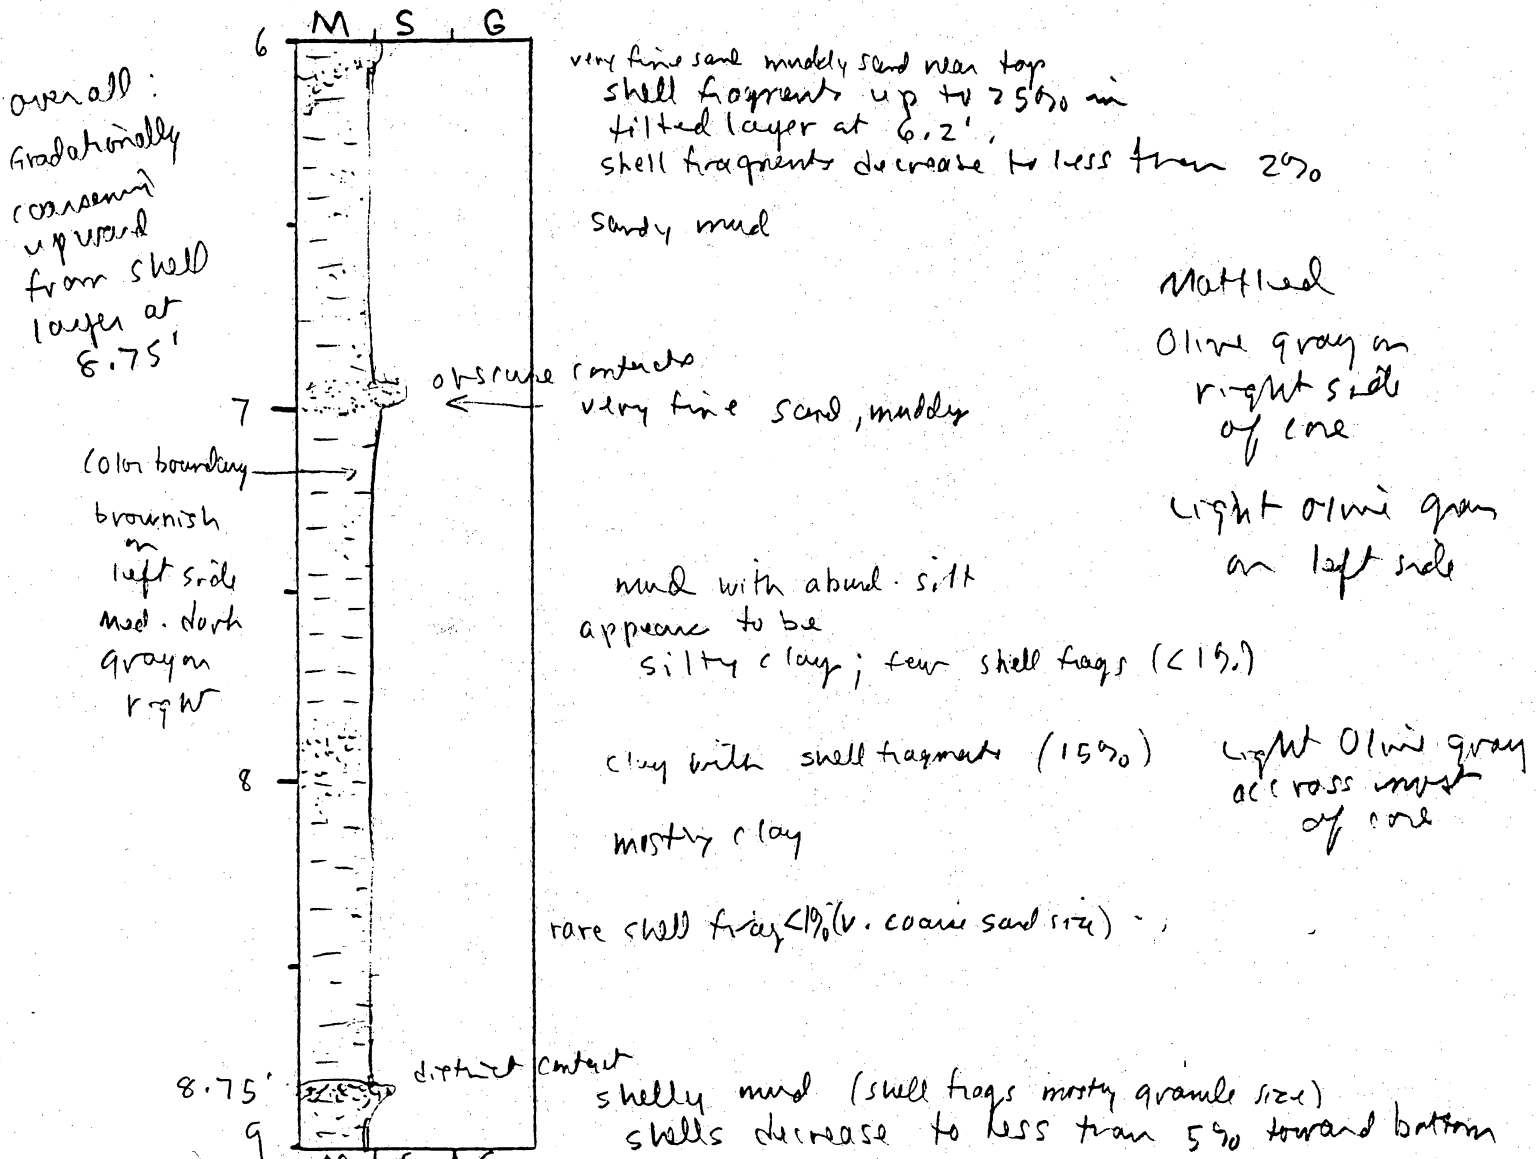 M S G
6
very fine sand muddy sand near top
shell fragments up to 25% in
tilted layer at 6.2'.
shell fragments decrease to less than 2%
sandy mud
overall:
Gradationally
coarsening
upward
from shell
layer at
8.75'
Mottled
Olive gray on
right side
of core
Light Olive gray
on left side
obscure contacts
7
very fine sand, muddy
color boundary
brownish
on
left side
med. dark
gray on
right
mud with abund. silt
appears to be
silty clay; few shell frags (<1%)
clay with shell fragments (15%)
Light Olive gray
accross most
of core
8
mostly clay
rare shell frag <1% (v. coarse sand size)
distinct contact
8.75'
shelly mud (shell frags mostly granule size)
9
shells decrease to less than 5% toward bottom